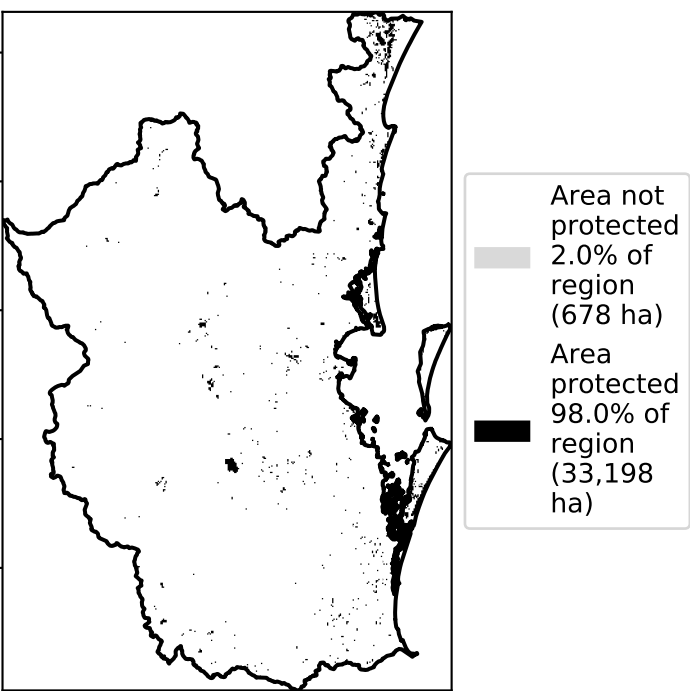 Area not
protected
2.0% of
region
(678 ha)
Area
protected
98.0% of
region
(33,198
ha)